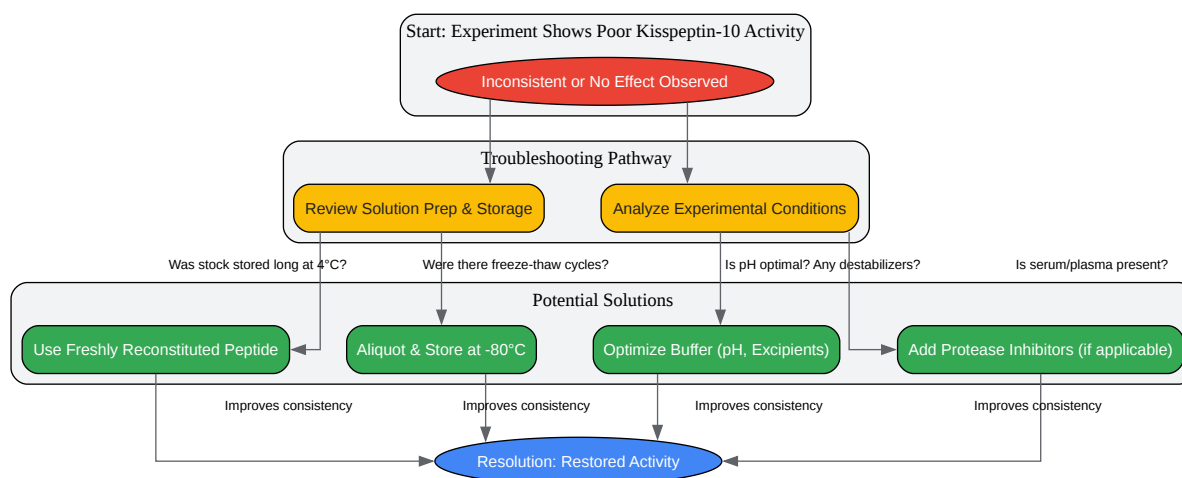 Start: Experiment Shows Poor Kisspeptin-10 Activity
Inconsistent or No Effect Observed
Troubleshooting Pathway
Review Solution Prep & Storage
Analyze Experimental Conditions
Was stock stored long at 4°C?
Were there freeze-thaw cycles?
Is pH optimal? Any destabilizers?
Is serum/plasma present?
Potential Solutions
Use Freshly Reconstituted Peptide
Aliquot & Store at -80°C
Optimize Buffer (pH, Excipients)
Add Protease Inhibitors (if applicable)
Improves consistency
Improves consistency
Improves consistency
Improves consistency
Resolution: Restored Activity